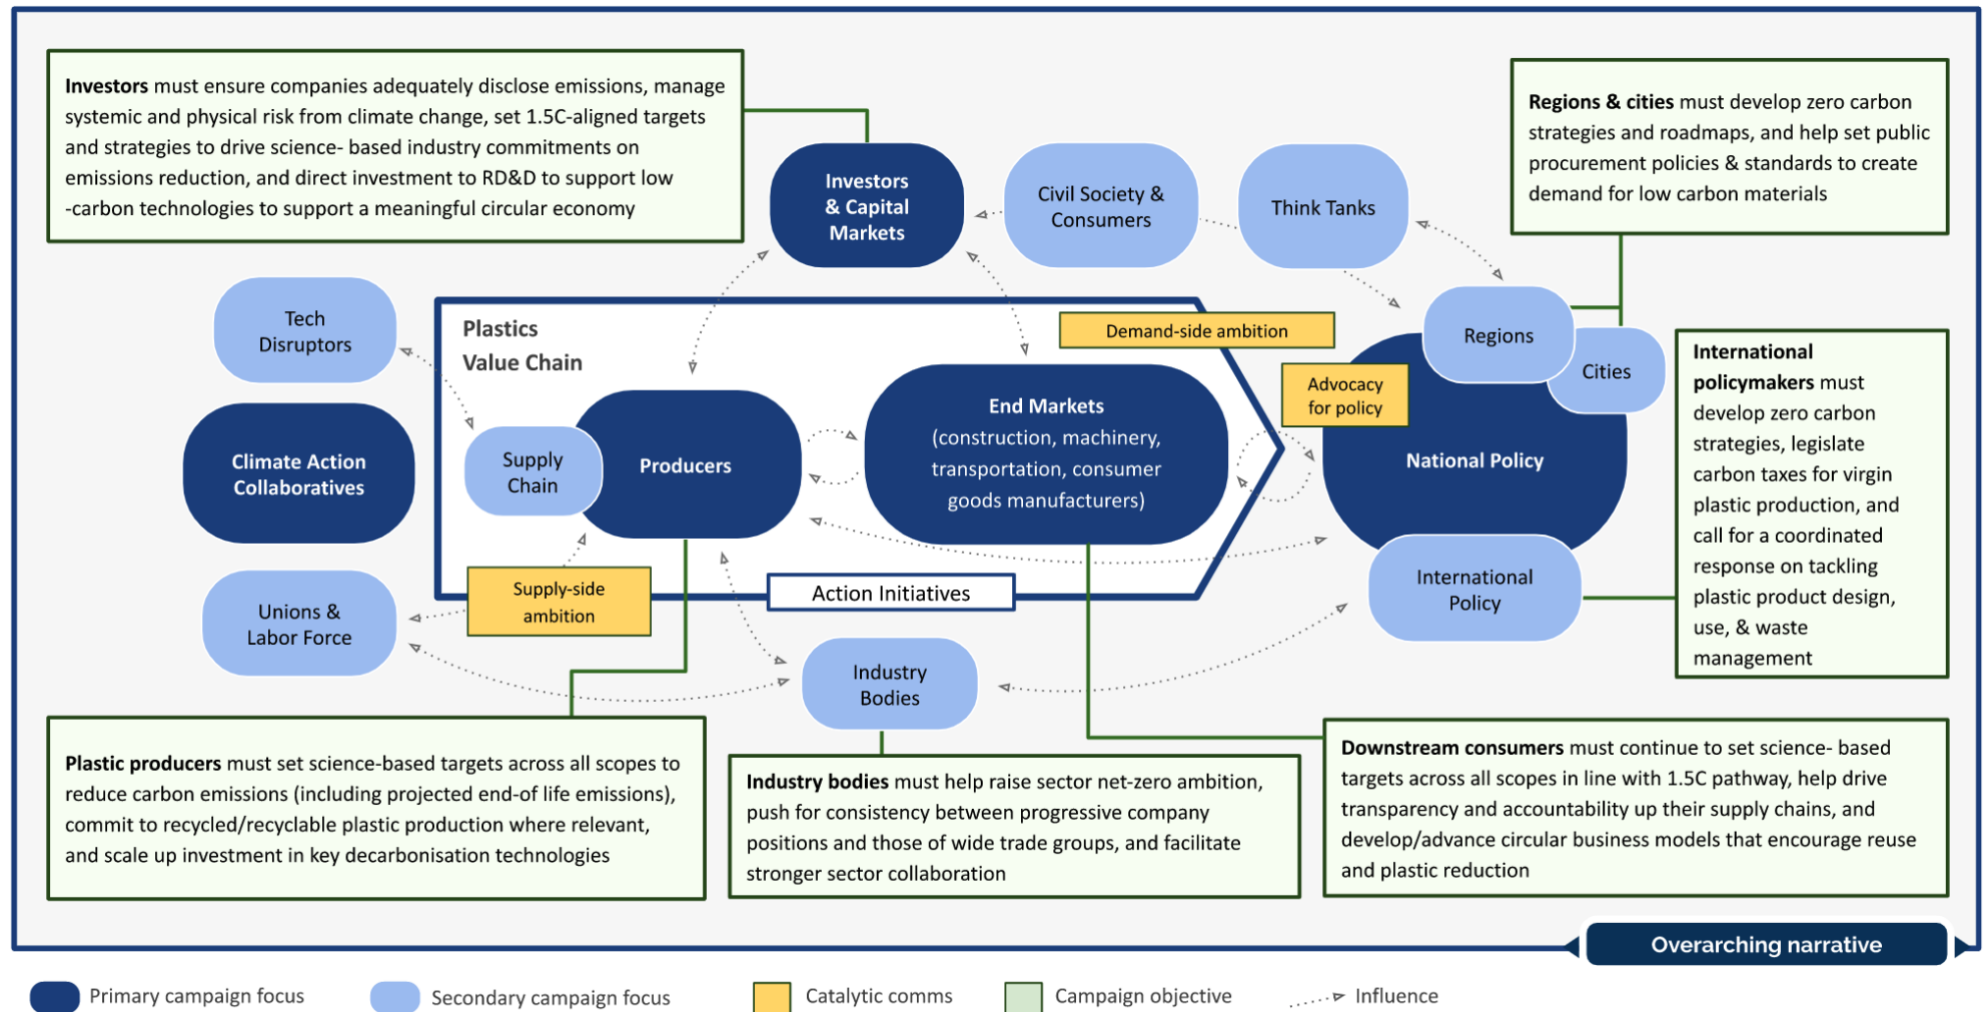 Investors must ensure companies adequately disclose emissions, manage
systemic and physical risk from climate change, set 1.5C-aligned targets
and strategies to drive science- based industry commitments on
emissions reduction, and direct investment to RD&D to support low
-carbon technologies to support a meaningful circular economy
Investors
& Capital
Markets
Civil Society &
Consumers
Think Tanks
Regions & cities must develop zero carbon
strategies and roadmaps, and help set public
procurement policies & standards to create
demand for low carbon materials
Tech
Disruptors
Climate Action
Collaboratives
Unions &
Labor Force
Plastics
Value Chain
Supply
Chain
Producers
End Markets
(construction, machinery,
transportation, consumer
goods manufacturers)
Demand-side ambition
Advocacy
for policy
Supply-side
ambition
Action Initiatives
Regions
Cities
National Policy
International
Policy
Industry
Bodies
International
policymakers must
develop zero carbon
strategies, legislate
carbon taxes for virgin
plastic production, and
call for a coordinated
response on tackling
plastic product design,
use, & waste
management
Plastic producers must set science-based targets across all scopes to
reduce carbon emissions (including projected end-of life emissions),
commit to recycled/recyclable plastic production where relevant,
and scale up investment in key decarbonisation technologies
Industry bodies must help raise sector net-zero ambition,
push for consistency between progressive company
positions and those of wide trade groups, and facilitate
stronger sector collaboration
Downstream consumers must continue to set science- based
targets across all scopes in line with 1.5C pathway, help drive
transparency and accountability up their supply chains, and
develop/advance circular business models that encourage reuse
and plastic reduction
Overarching narrative
Primary campaign focus
Secondary campaign focus
Catalytic comms
Campaign objective
Influence